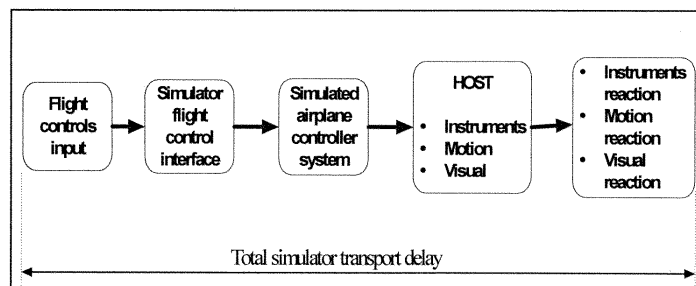 Flight
controls
input
Simulator
flight
control
interface
Simulated
airplane
controller
system
HOST
• Instruments
• Motion
• Visual
• Instruments
reaction
• Motion
reaction
• Visual
reaction
Total simulator transport delay